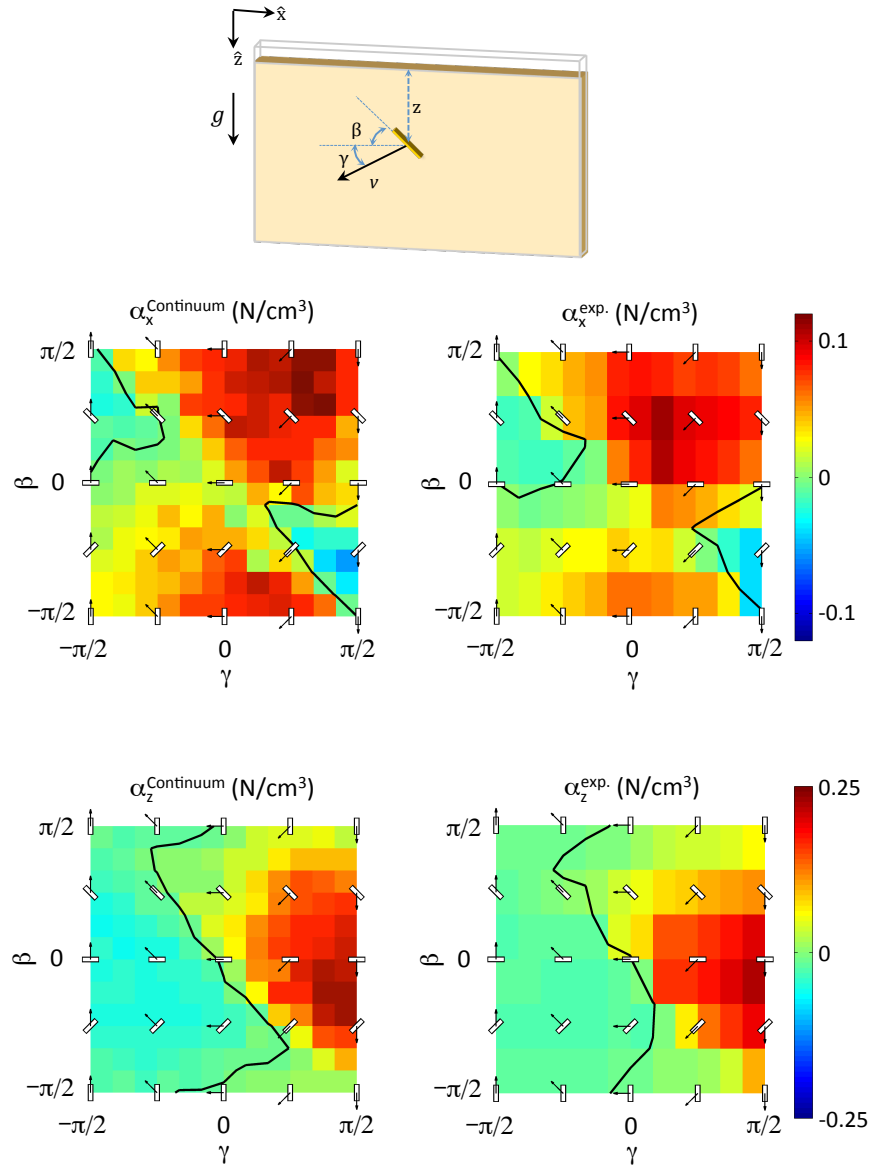 x̂
ẑ
g
z
β
γ
v
α_x^Continuum (N/cm³)
α_x^exp. (N/cm³)
π/2
β
0
−π/2
−π/2
0
π/2
γ
π/2
β
0
−π/2
−π/2
0
π/2
γ
0.1
0
-0.1
α_z^Continuum (N/cm³)
α_z^exp. (N/cm³)
π/2
β
0
−π/2
−π/2
0
π/2
γ
π/2
β
0
−π/2
−π/2
0
π/2
γ
0.25
0
-0.25